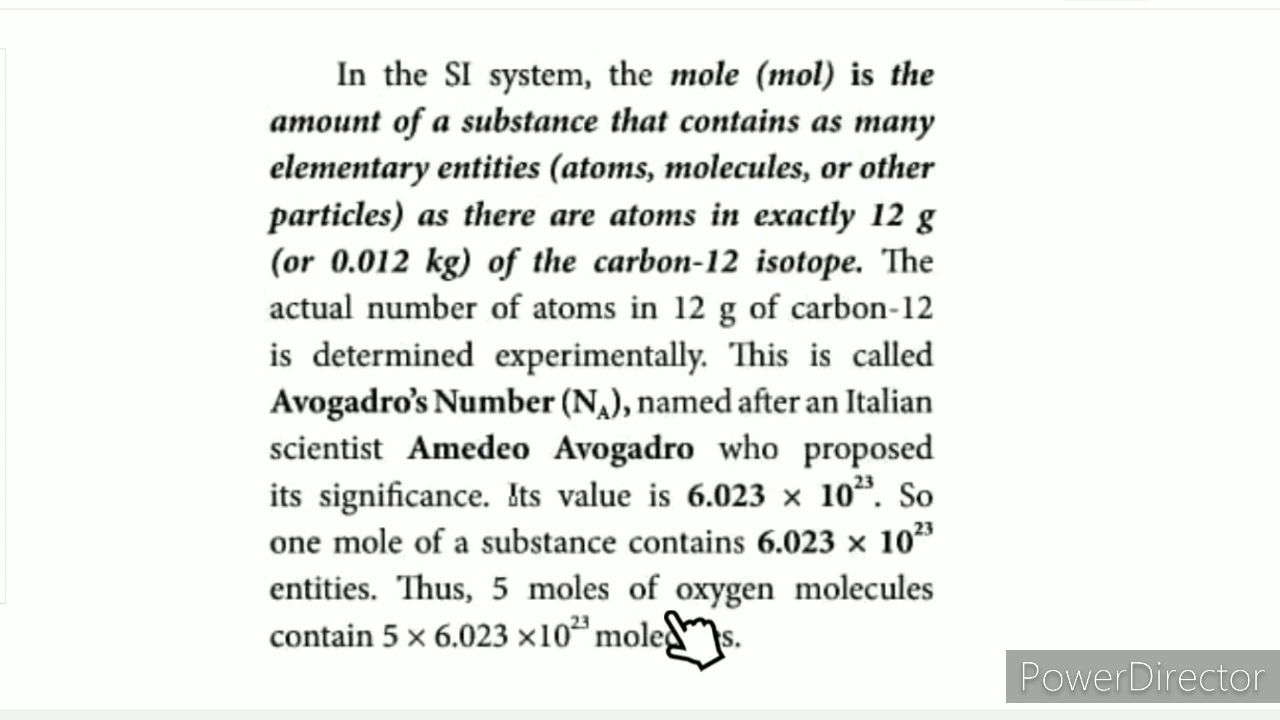 In the SI system, the mole (mol) is the
amount of a substance that contains as many
elementary entities (atoms, molecules, or other
particles) as there are atoms in exactly 12 g
(or 0.012 kg) of the carbon-12 isotope. The
actual number of atoms in 12 g of carbon-12
is determined experimentally. This is called
Avogadro's Number (N_A), named after an Italian
scientist Amedeo Avogadro who proposed
its significance. Its value is 6.023 × 10²³. So
one mole of a substance contains 6.023 × 10²³
entities. Thus, 5 moles of oxygen molecules
contain 5 × 6.023 ×10²³
PowerDirector